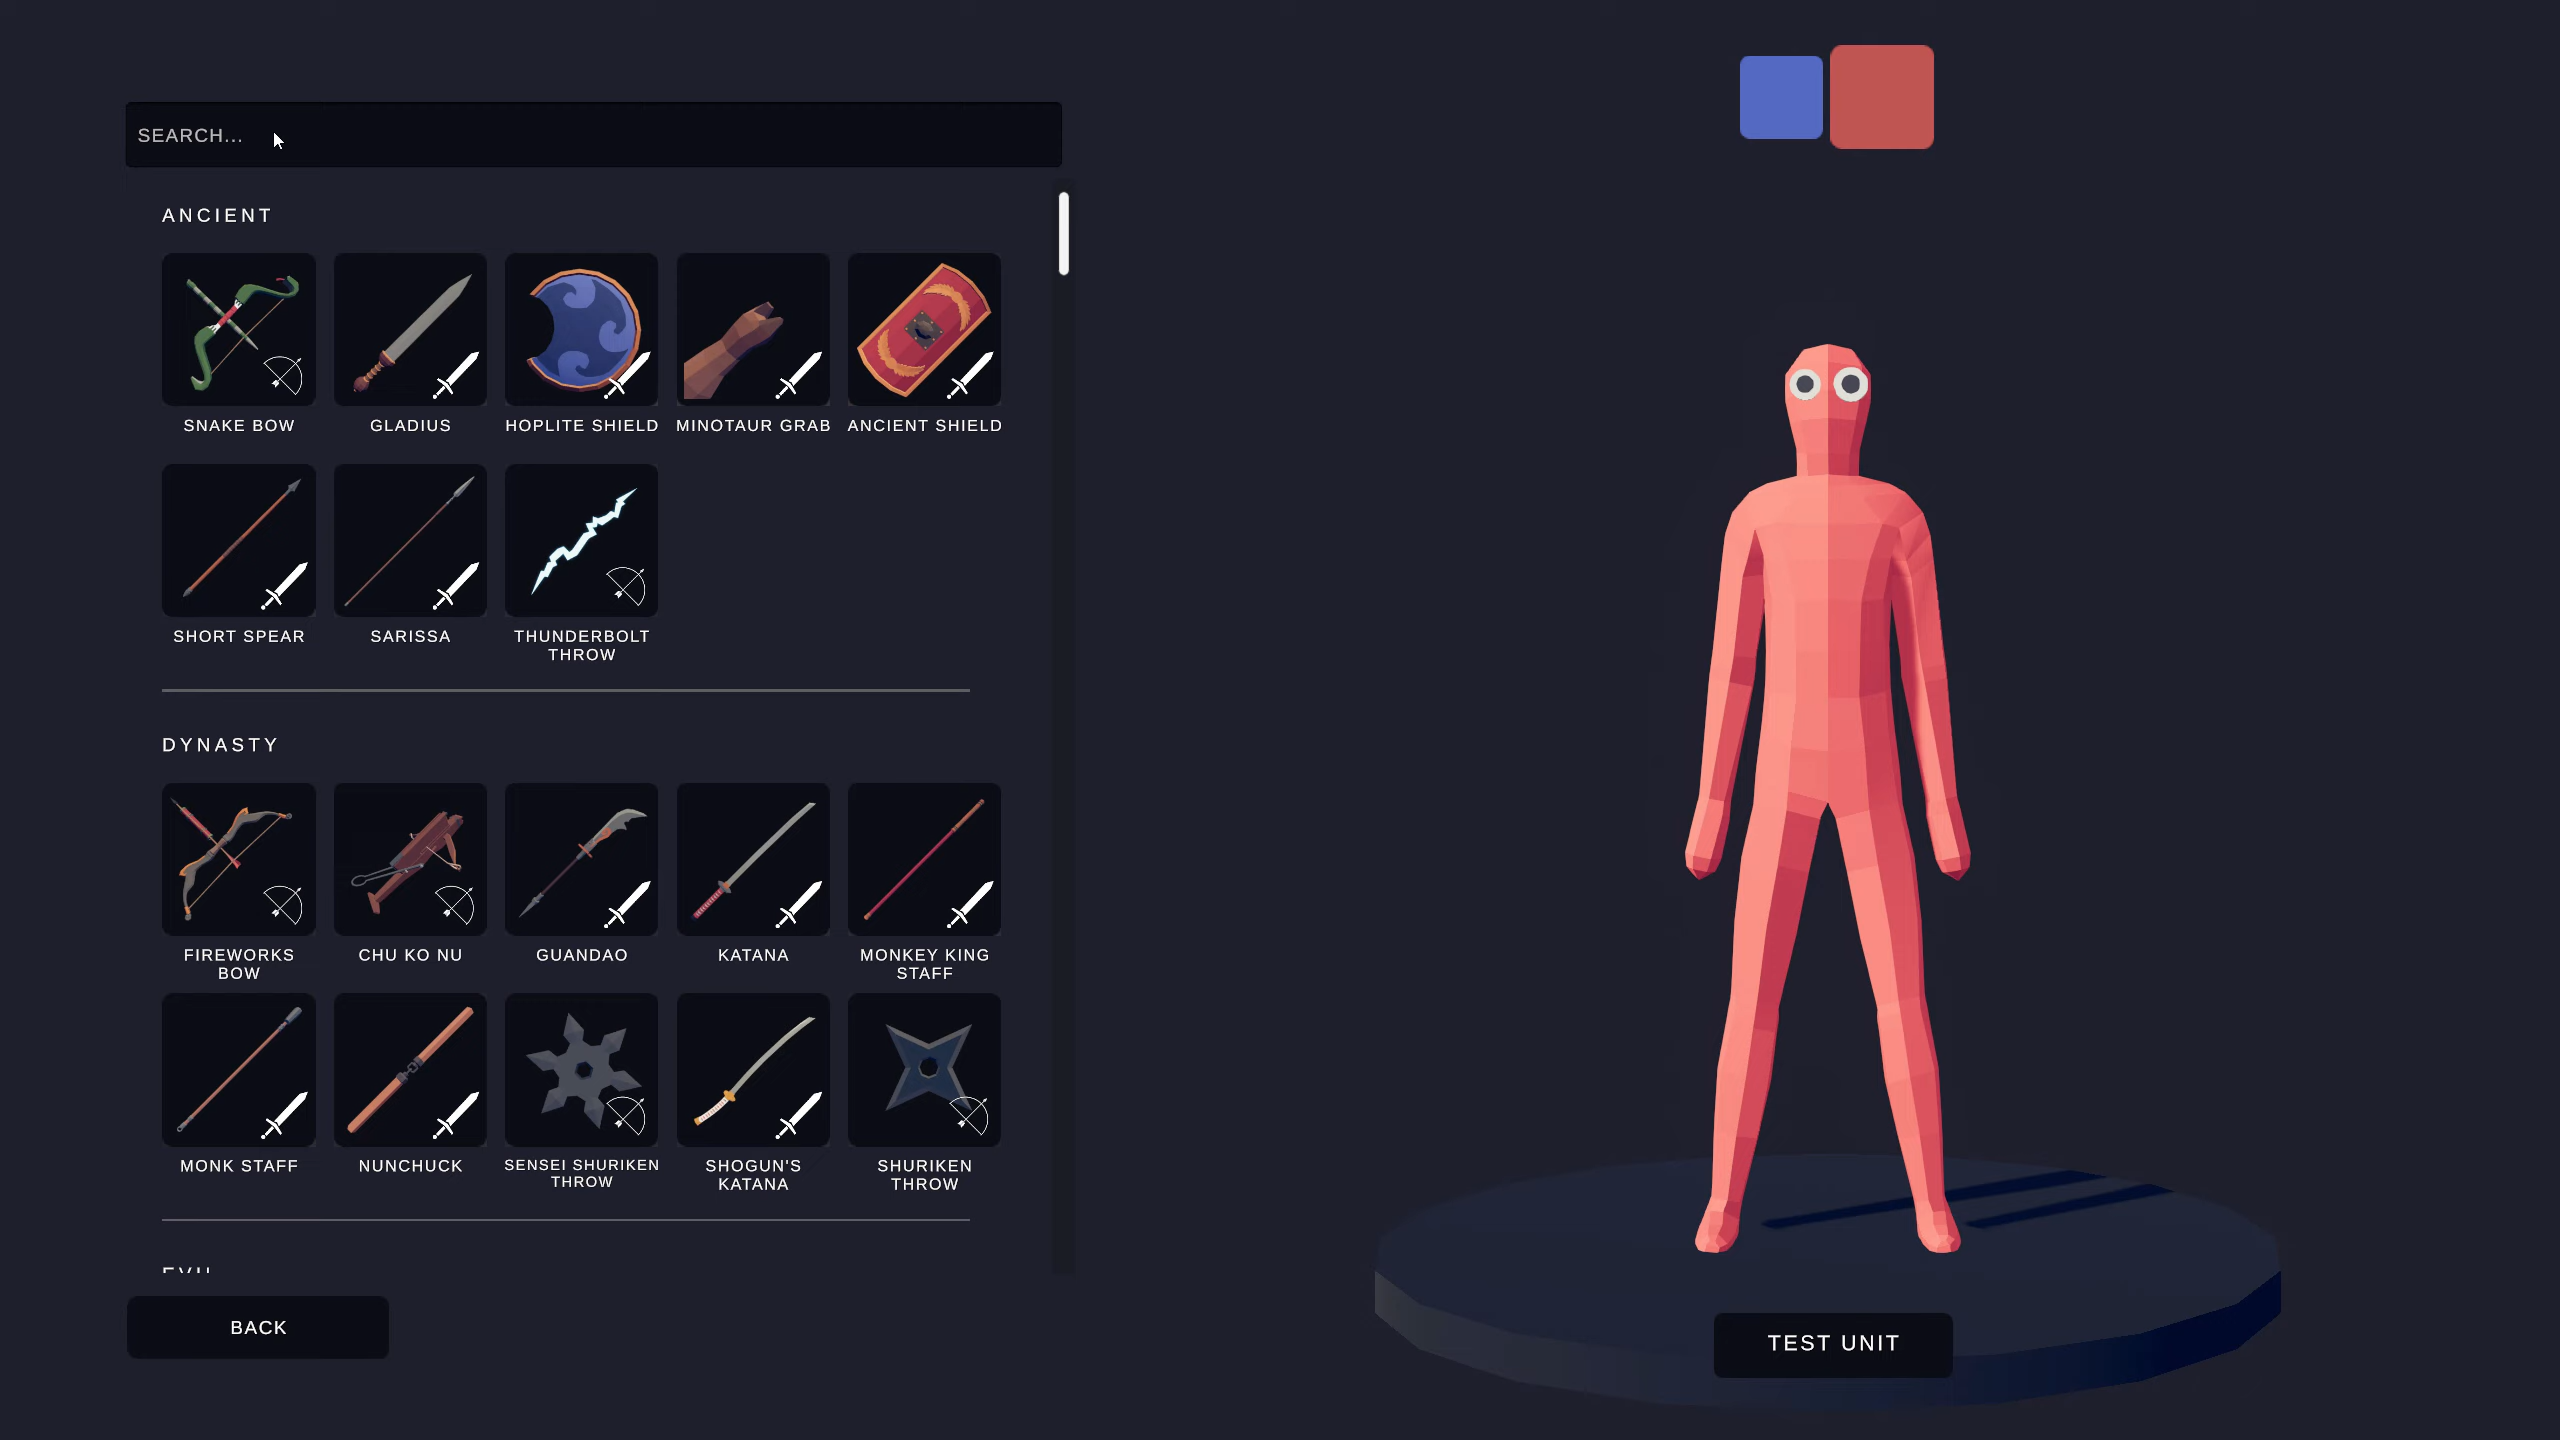 SEARCH...
ANCIENT
SNAKE BOW
GLADIUS
HOPLITE SHIELD
MINOTAUR GRAB
ANCIENT SHIELD
SHORT SPEAR
SARISSA
THUNDERBOLT
THROW
DYNASTY
FIREWORKS
BOW
CHU KO NU
GUANDAO
KATANA
MONKEY KING
STAFF
MONK STAFF
NUNCHUCK
SENSEI SHURIKEN
THROW
SHOGUN'S
KATANA
SHURIKEN
THROW
BACK
TEST UNIT